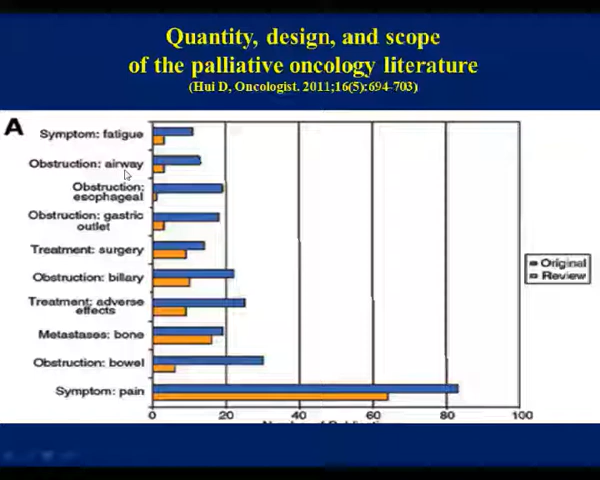 Quantity, design, and scope
of the palliative oncology literature
(Hui D, Oncologist. 2011;16(5):694-703)
A
Symptom: fatigue
Obstruction: airway
Obstruction:
esophageal
Obstruction: gastric
outlet
Treatment: surgery
Obstruction: billary
Treatment: adverse
effects
Metastases: bone
Obstruction: bowel
Symptom: pain
0 20 40 60 80 100
Original
Review